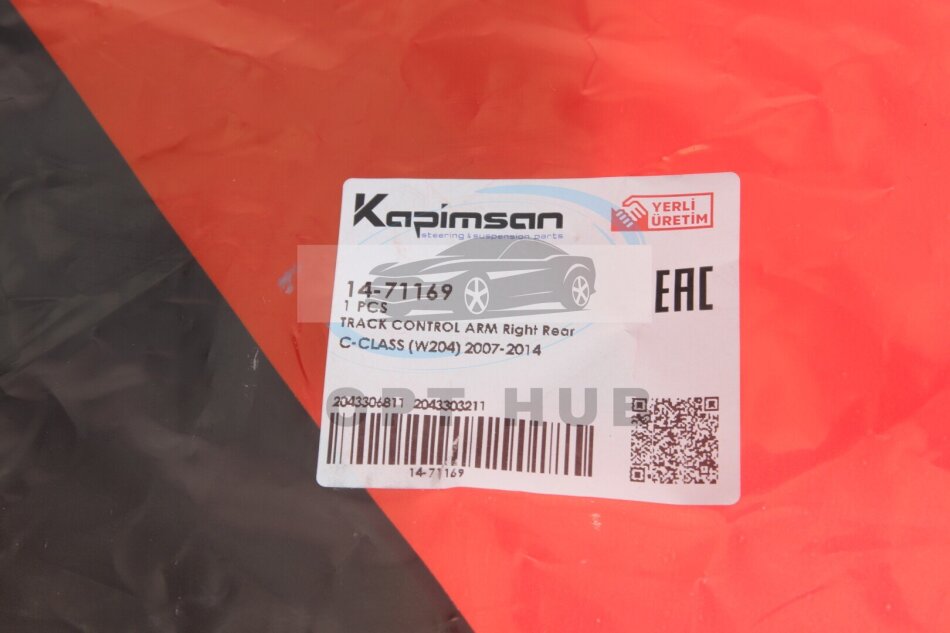 Kapimsan
steering & suspension parts
YERLİ
ÜRETİM
14-71169
1 PCS
TRACK CONTROL ARM Right Rear
C-CLASS (W204) 2007-2014
EAC
2043306811 2043303211
OPT HUB
14-71169